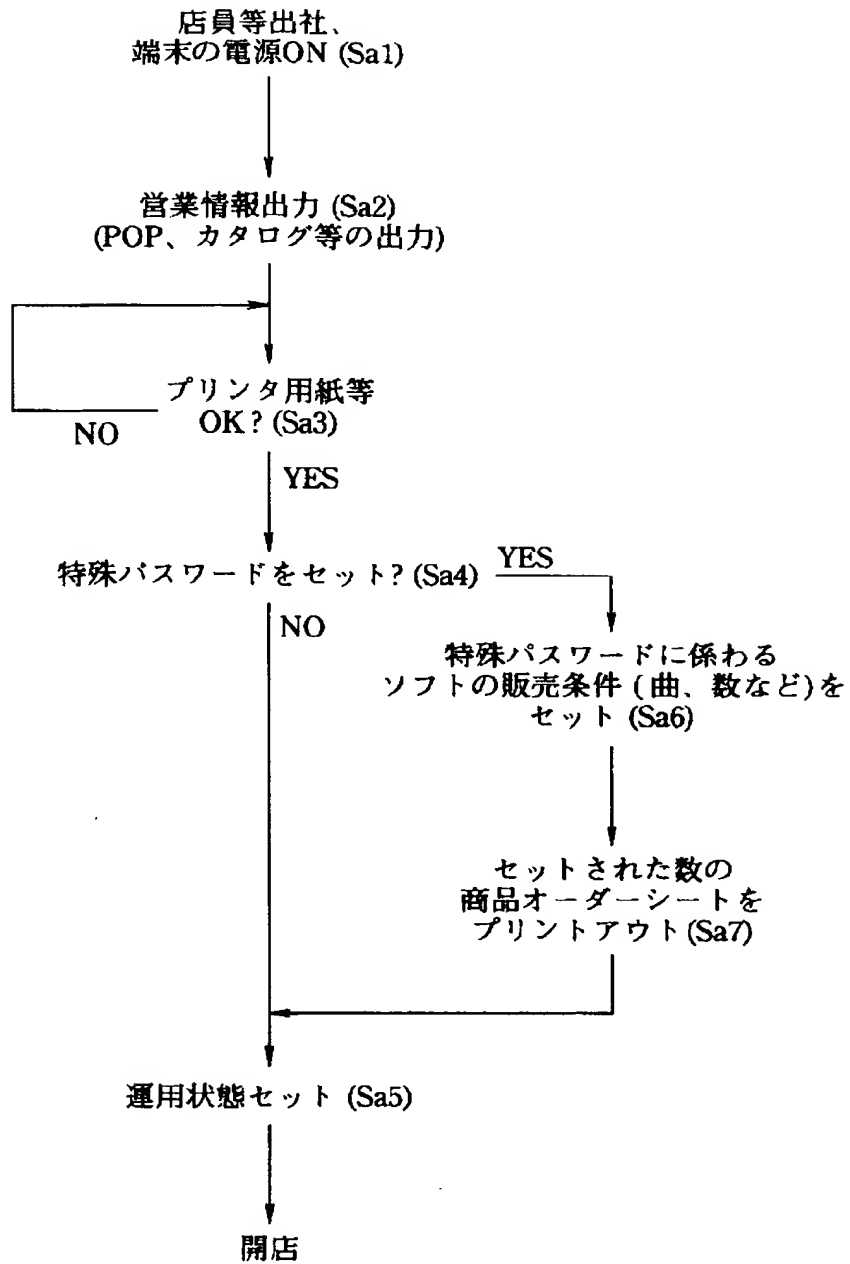 店員等出社、
端末の電源ON (Sa1)
営業情報出力 (Sa2)
(POP、カタログ等の出力)
プリンタ用紙等
OK? (Sa3)
NO
YES
特殊パスワードをセット? (Sa4)
YES
NO
特殊パスワードに係わる
ソフトの販売条件 (曲、数など)を
セット (Sa6)
セットされた数の
商品オーダーシートを
プリントアウト(Sa7)
運用状態セット (Sa5)
開店